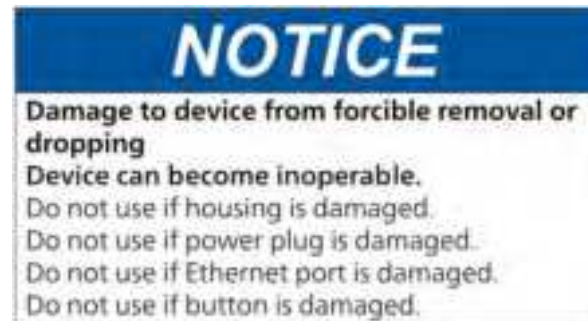 NOTICE
Damage to device from forcible removal or
dropping
Device can become inoperable.
Do not use if housing is damaged.
Do not use if power plug is damaged.
Do not use if Ethernet port is damaged.
Do not use if button is damaged.